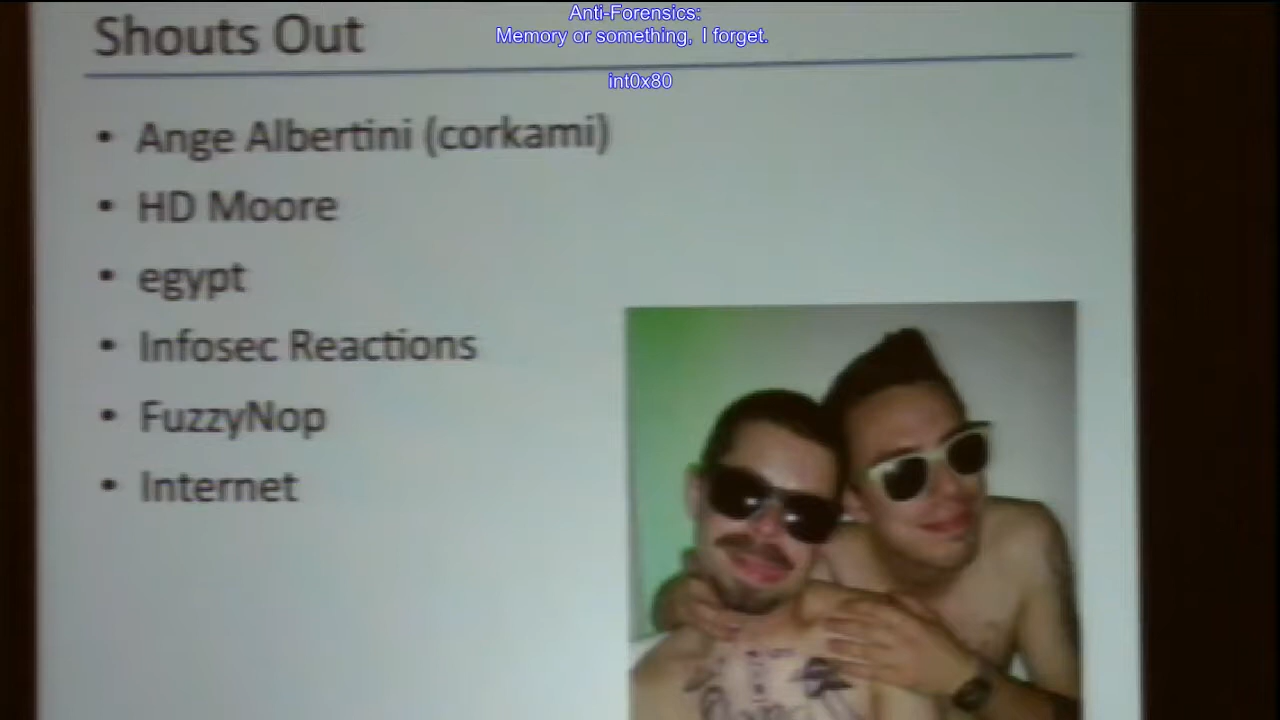 Anti-Forensics:
Memory or something, I forget.
int0x80
Shouts Out
• Ange Albertini (corkami)
• HD Moore
• egypt
• Infosec Reactions
• FuzzyNop
• Internet